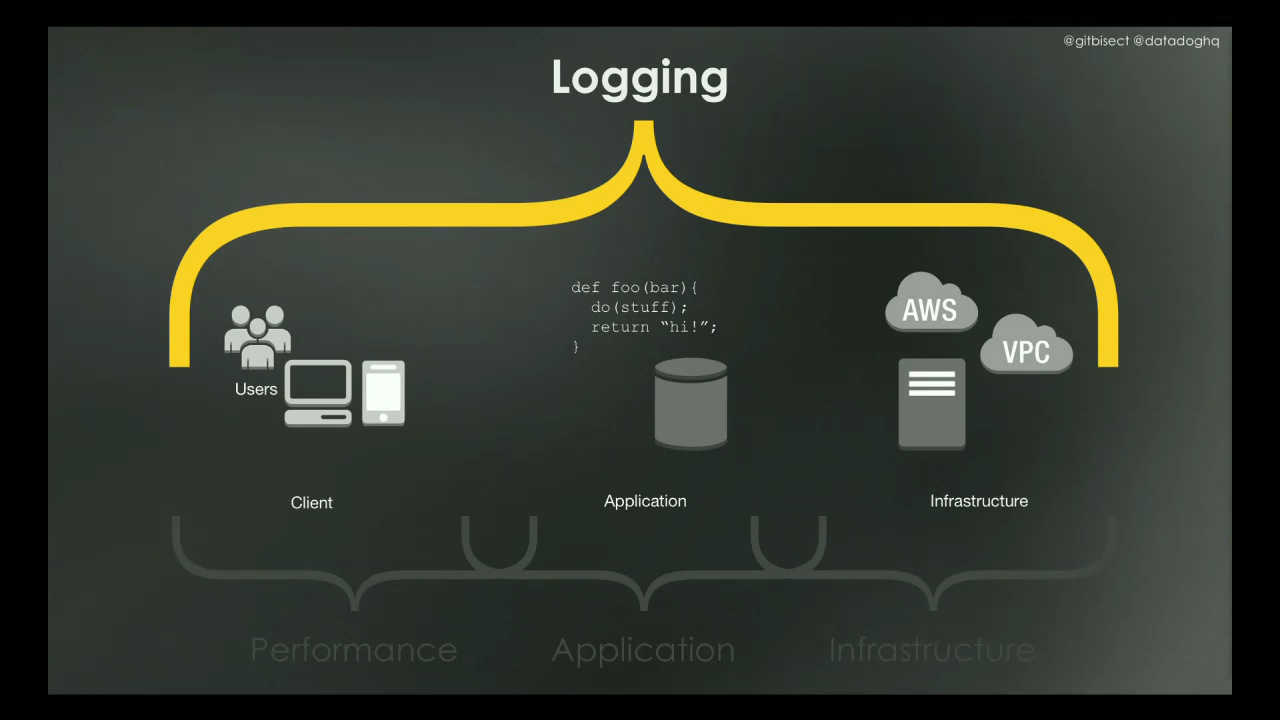 @gitbisect @datadoghq
Logging
def foo(bar){
do(stuff);
return “hi!”;
}
AWS
VPC
Users
Client
Application
Infrastructure
Performance
Application
Infrastructure